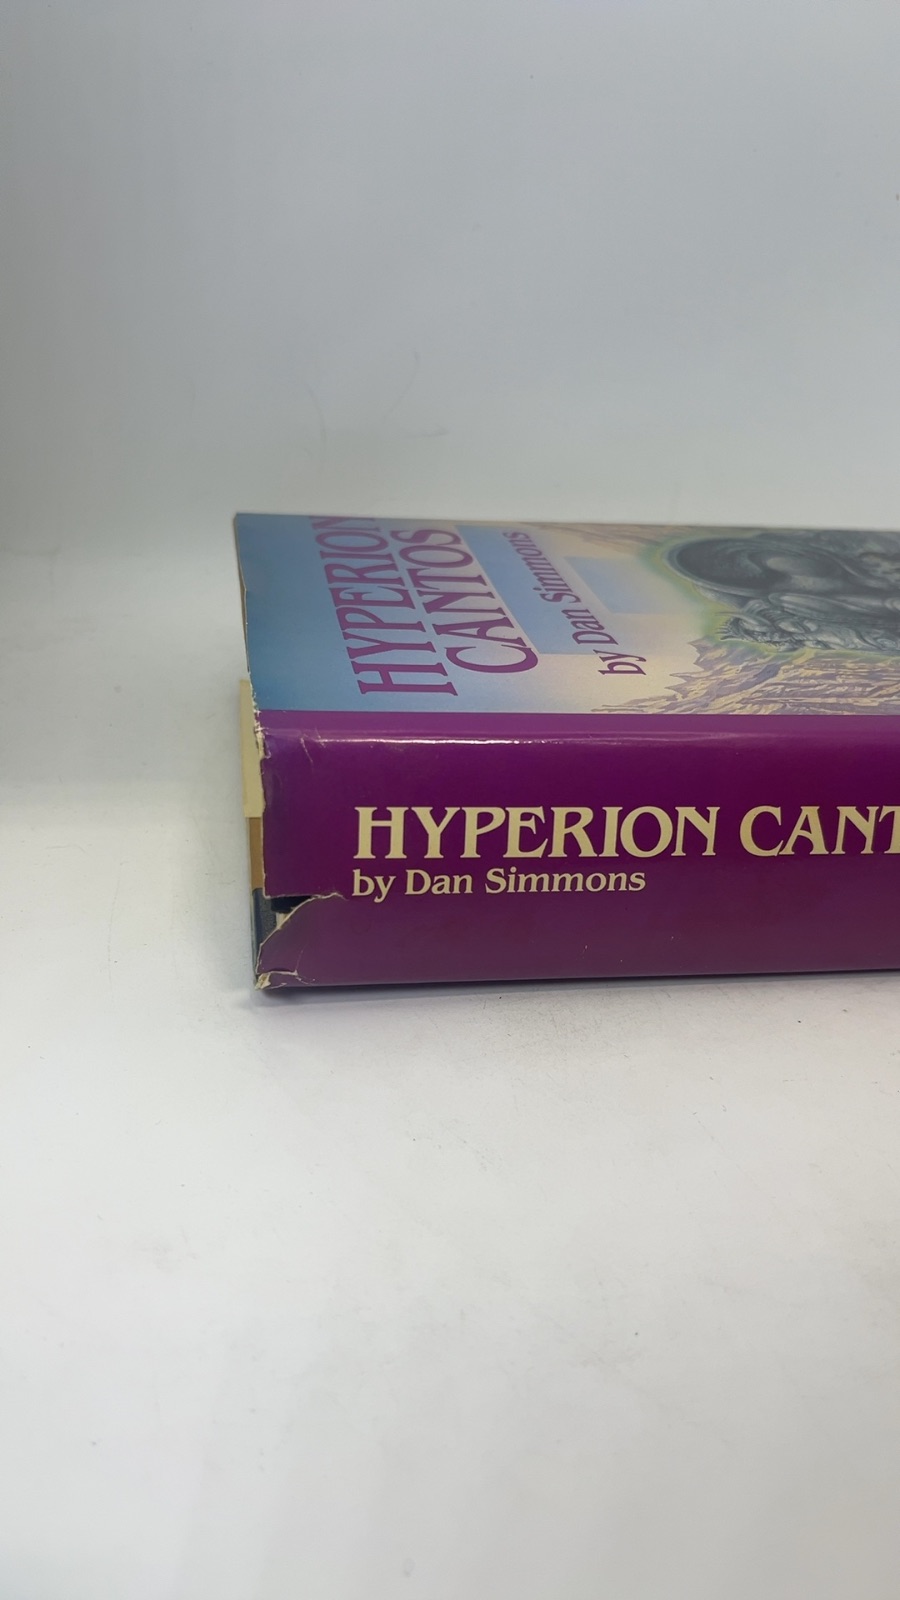 HYPERION
CANTOS
by Dan Simmons
HYPERION CANT
by Dan Simmons